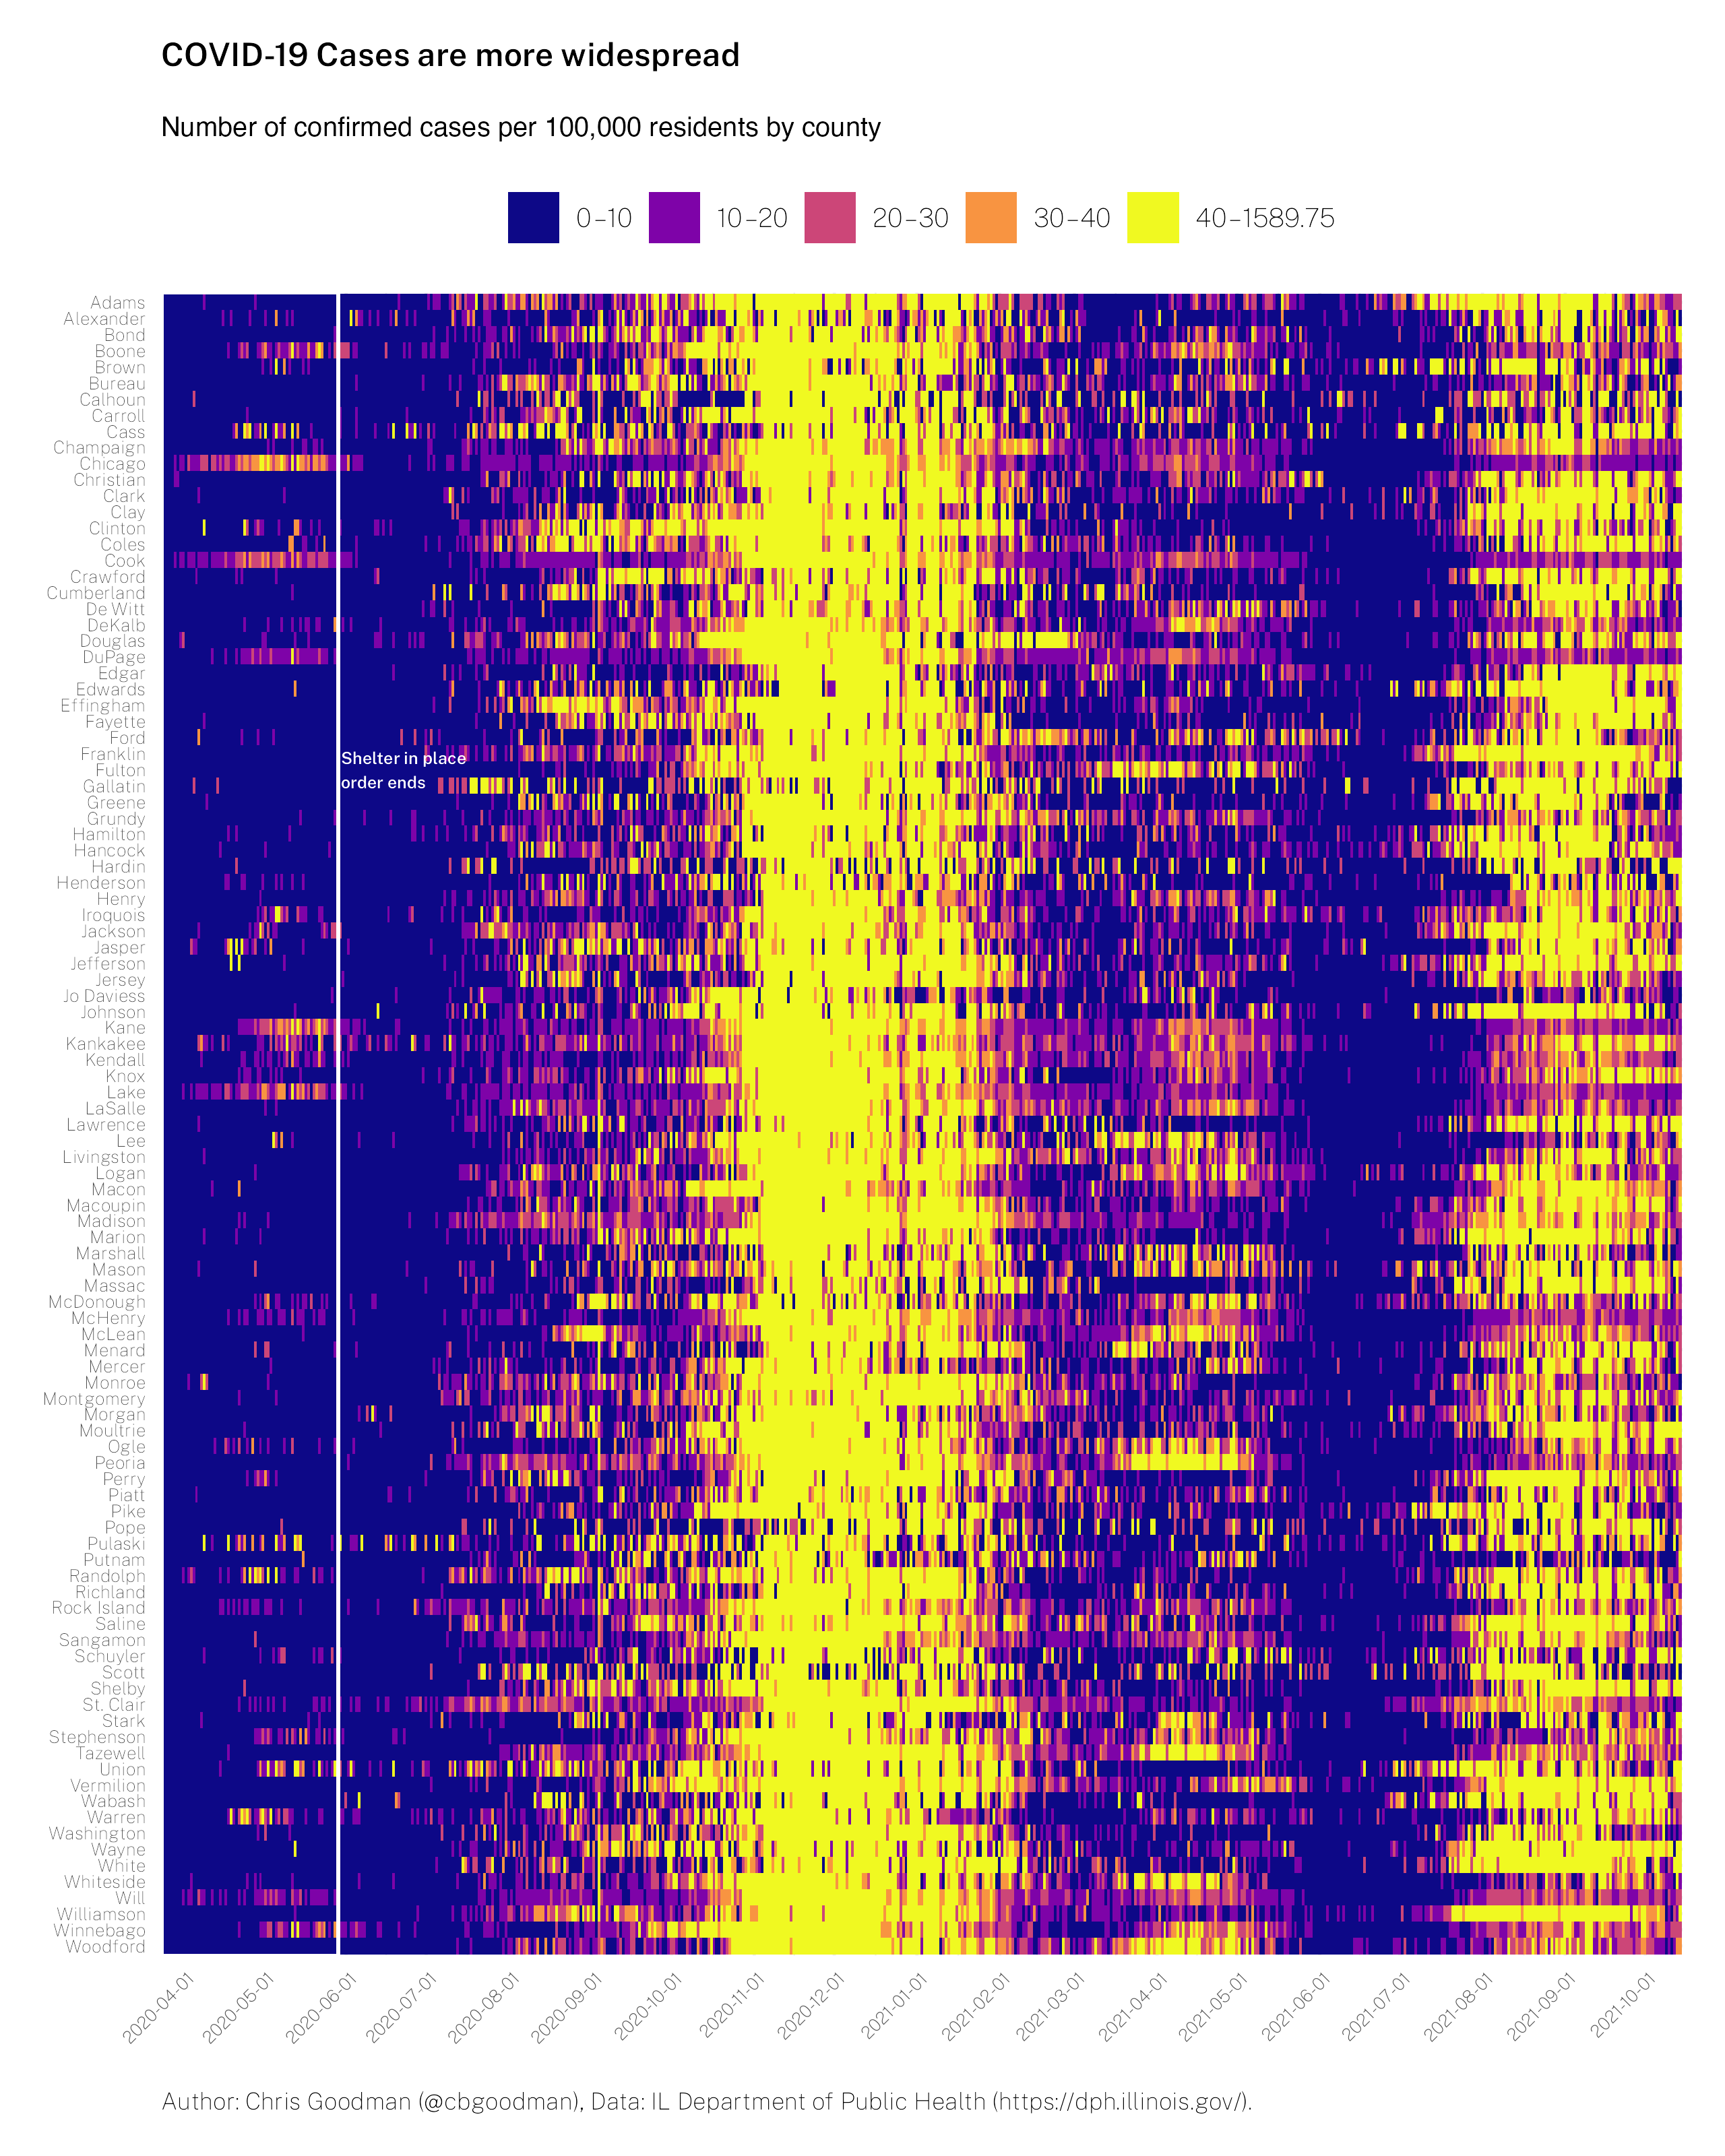 COVID-19 Cases are more widespread
Number of confirmed cases per 100,000 residents by county
0–10 10–20 20–30 30–40 40–1589.75
Adams
Alexander
Bond
Boone
Brown
Bureau
Calhoun
Carroll
Cass
Champaign
Chicago
Christian
Clark
Clay
Clinton
Coles
Cook
Crawford
Cumberland
De Witt
DeKalb
Douglas
DuPage
Edgar
Edwards
Effingham
Fayette
Ford
Franklin
Fulton
Gallatin
Greene
Grundy
Hamilton
Hancock
Hardin
Henderson
Henry
Iroquois
Jackson
Jasper
Jefferson
Jersey
Jo Daviess
Johnson
Kane
Kankakee
Kendall
Knox
Lake
LaSalle
Lawrence
Lee
Livingston
Logan
Macon
Macoupin
Madison
Marion
Marshall
Mason
Massac
McDonough
McHenry
McLean
Menard
Mercer
Monroe
Montgomery
Morgan
Moultrie
Ogle
Peoria
Perry
Piatt
Pike
Pope
Pulaski
Putnam
Randolph
Richland
Rock Island
Saline
Sangamon
Schuyler
Scott
Shelby
St. Clair
Stark
Stephenson
Tazewell
Union
Vermilion
Wabash
Warren
Washington
Wayne
White
Whiteside
Will
Williamson
Winnebago
Woodford
Shelter in place
order ends
2020-04-01
2020-05-01
2020-06-01
2020-07-01
2020-08-01
2020-09-01
2020-10-01
2020-11-01
2020-12-01
2021-01-01
2021-02-01
2021-03-01
2021-04-01
2021-05-01
2021-06-01
2021-07-01
2021-08-01
2021-09-01
2021-10-01
Author: Chris Goodman (@cbgoodman), Data: IL Department of Public Health (https://dph.illinois.gov/).